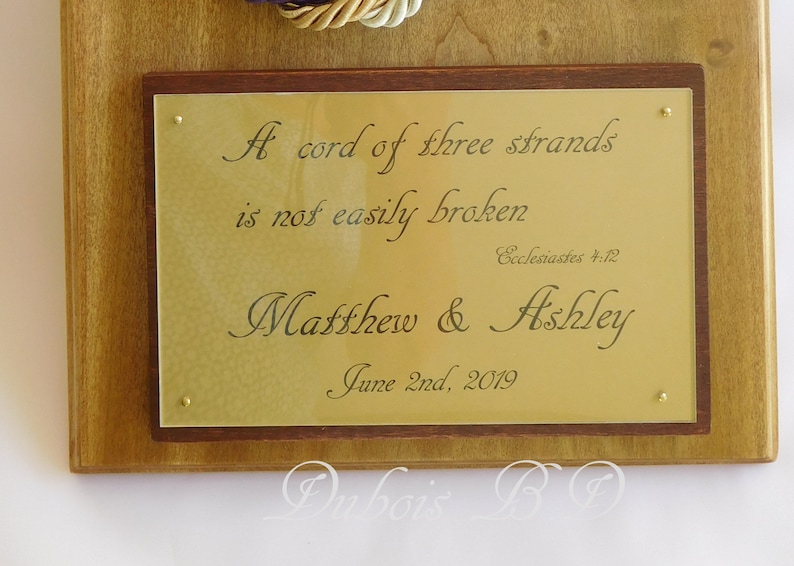 A cord of three strands
is not easily broken
Ecclesiastes 4:12
Matthew & Ashley
June 2nd, 2019
Dubois BD